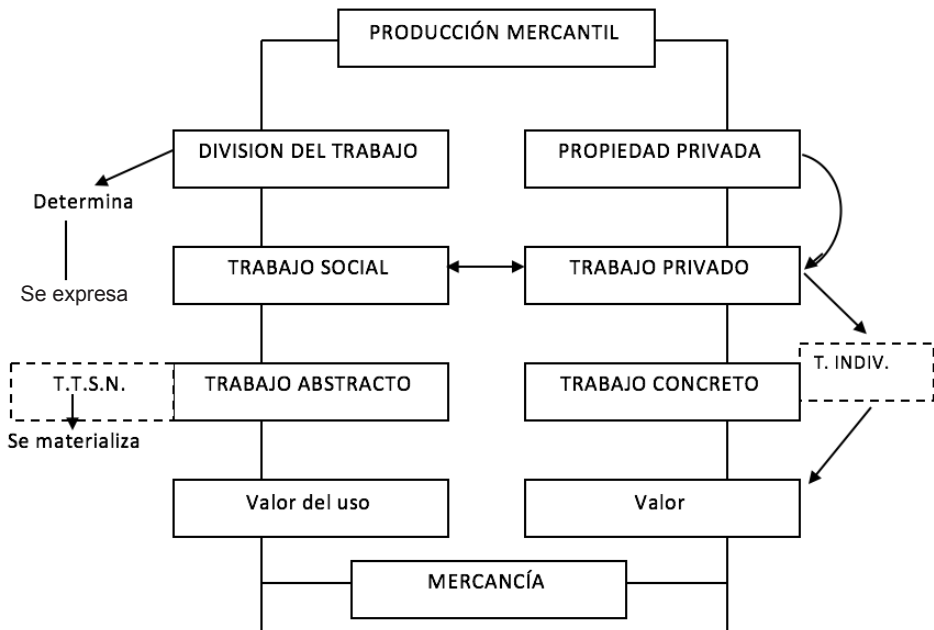 PRODUCCIÓN MERCANTIL
DIVISION DEL TRABAJO
PROPIEDAD PRIVADA
Determina
TRABAJO SOCIAL
TRABAJO PRIVADO
Se expresa
T. INDIV.
T.T.S.N.
TRABAJO ABSTRACTO
TRABAJO CONCRETO
Se materializa
Valor del uso
Valor
MERCANCÍA